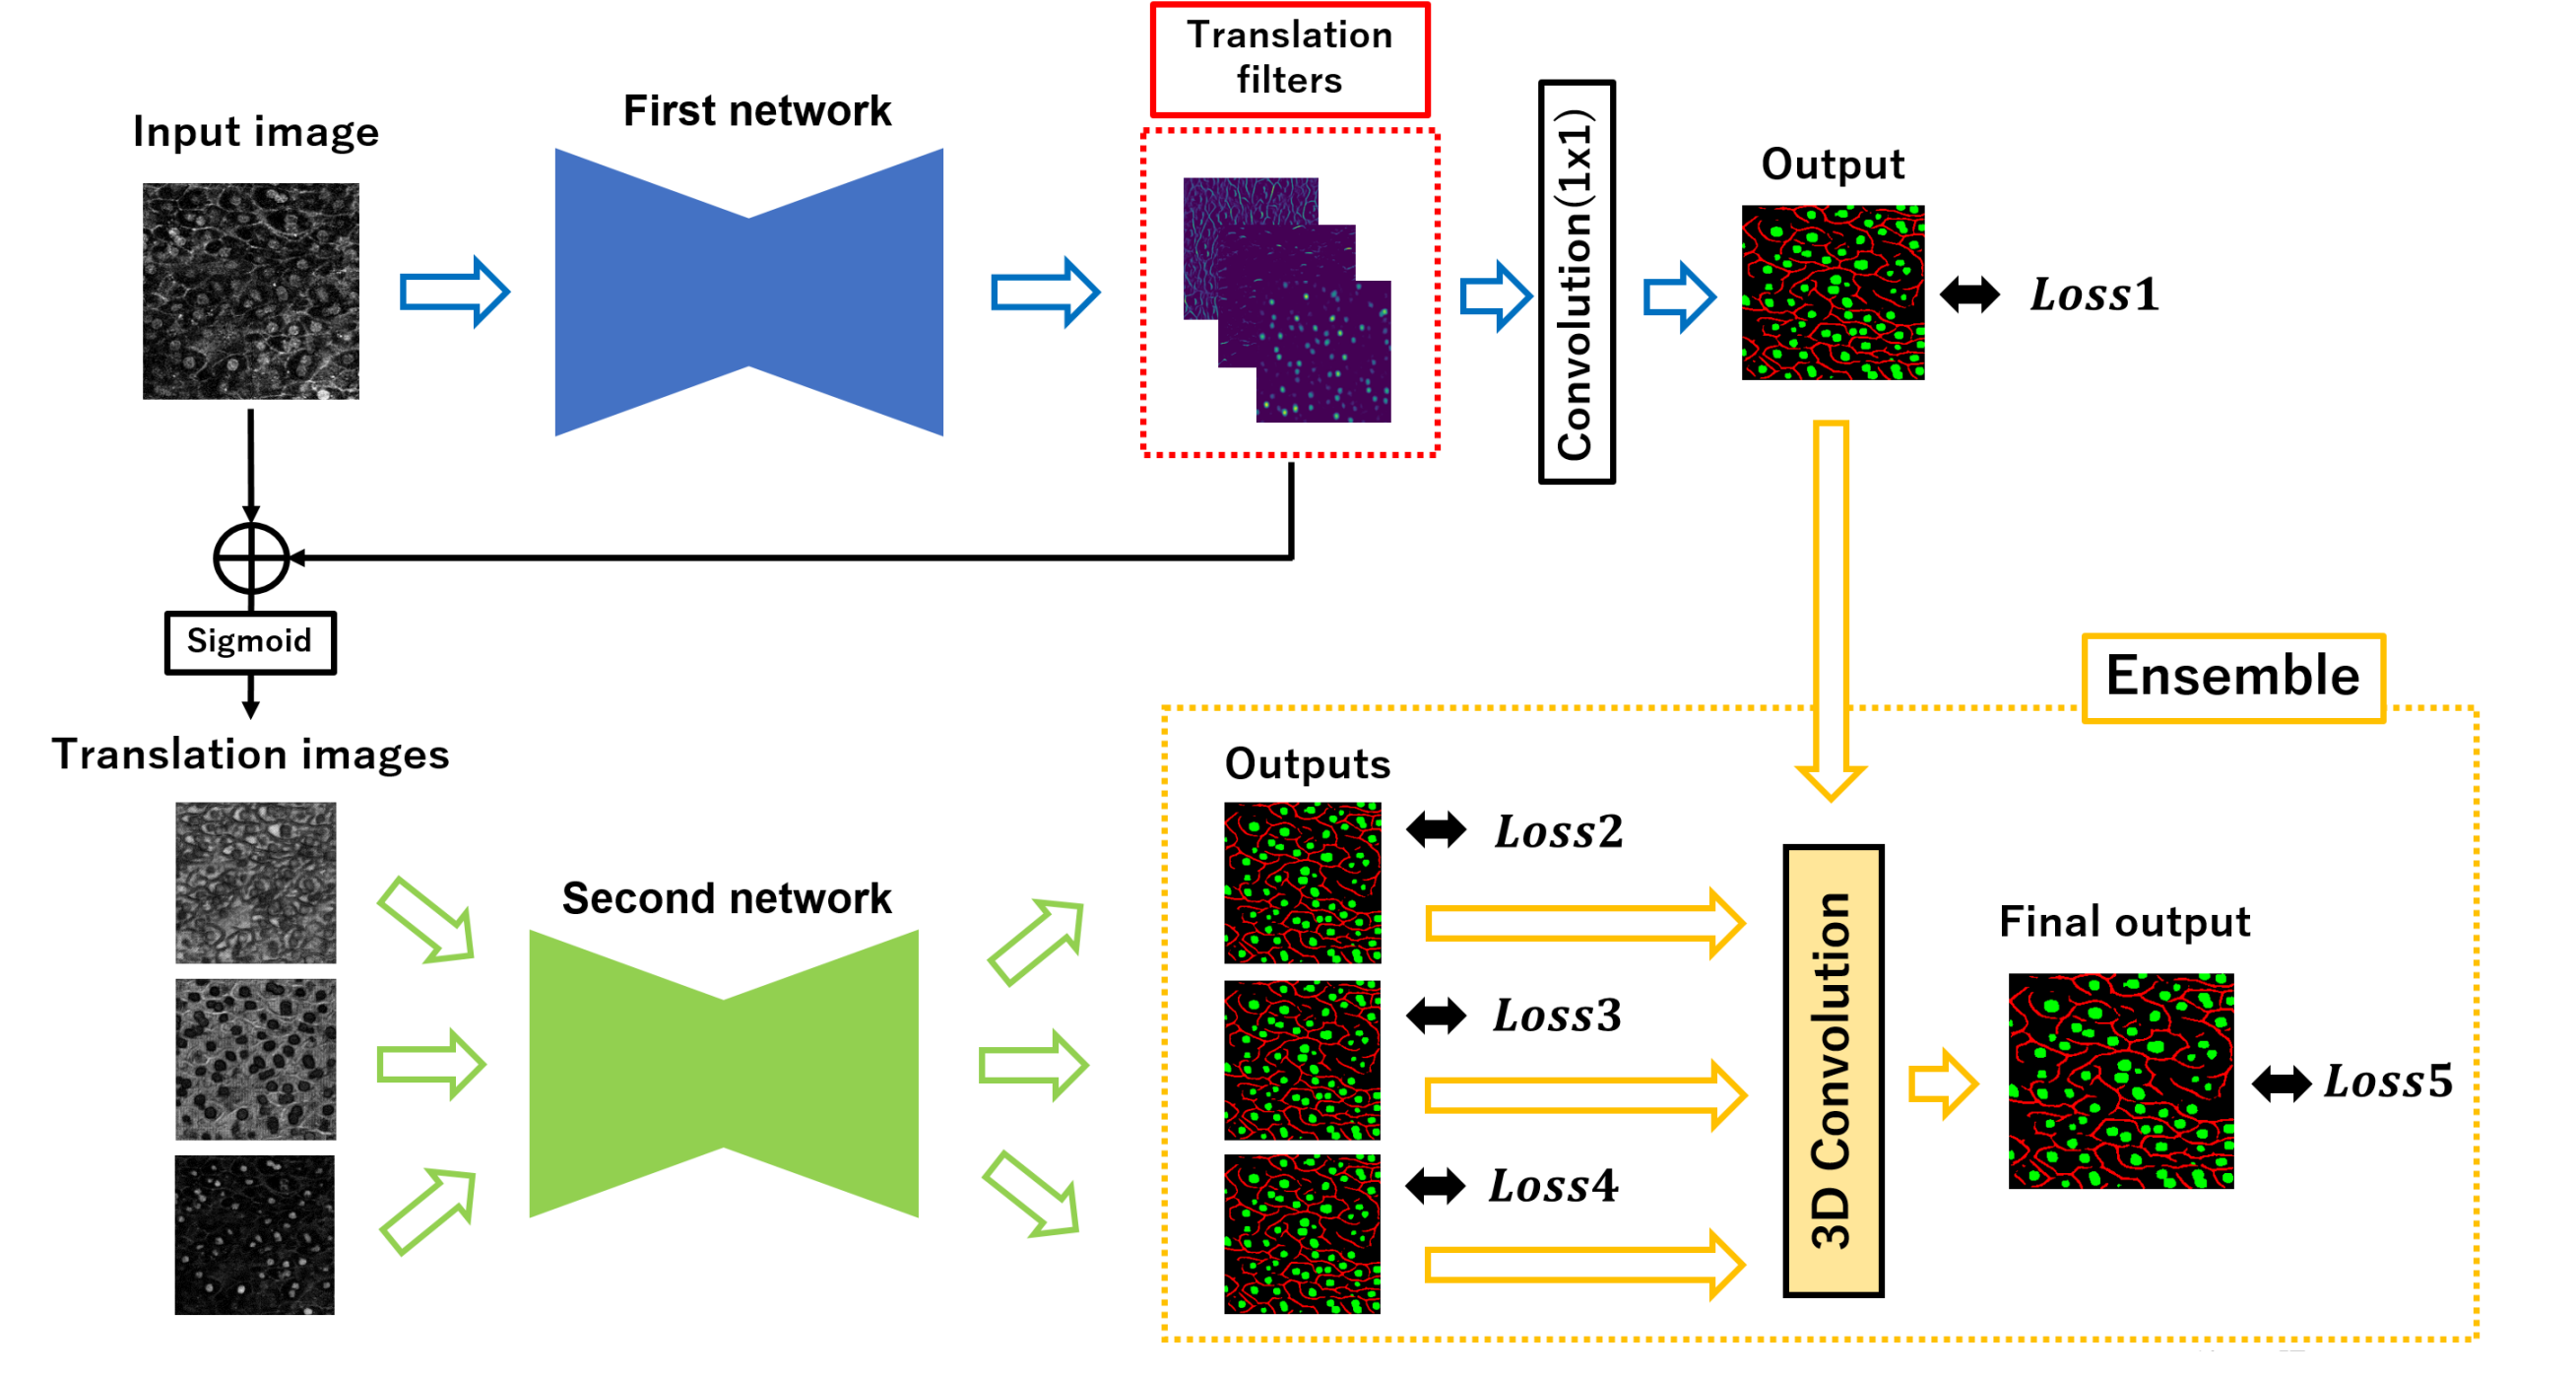 Translation
filters
First network
Input image
Convolution(1x1)
Output
Loss1
Sigmoid
Ensemble
Translation images
Outputs
Loss2
Second network
3D Convolution
Final output
Loss3
Loss5
Loss4